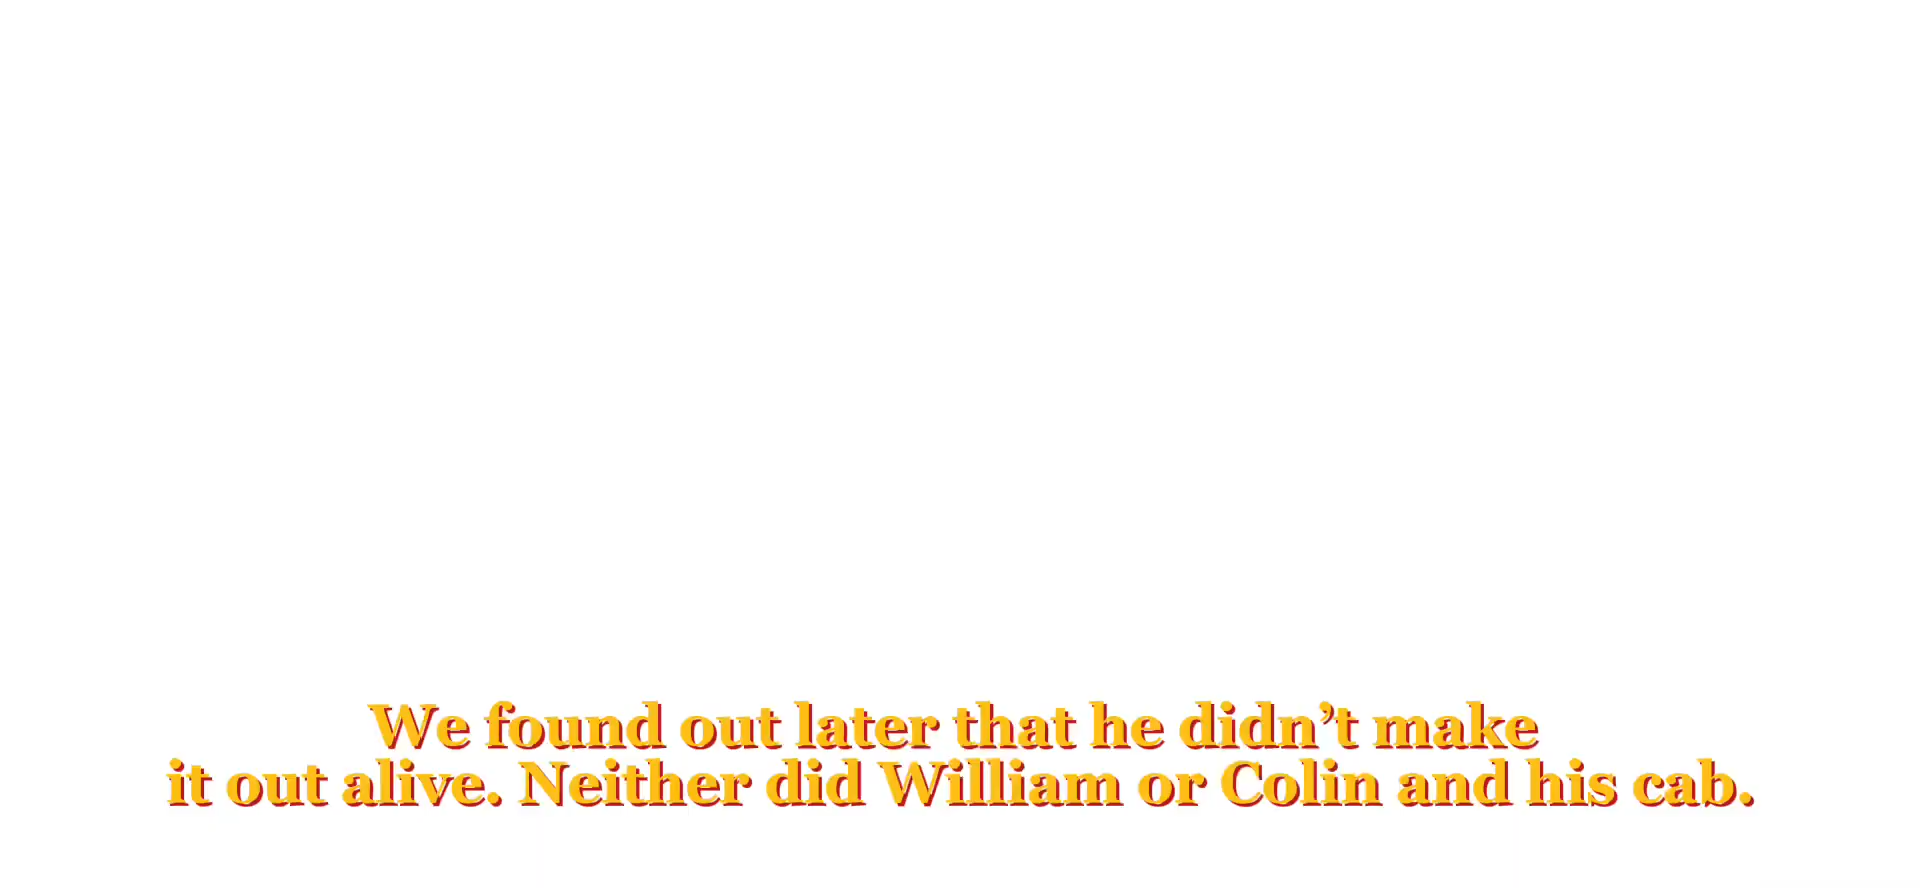 We found out later that he didn’t make
it out alive. Neither did William or Colin and his cab.